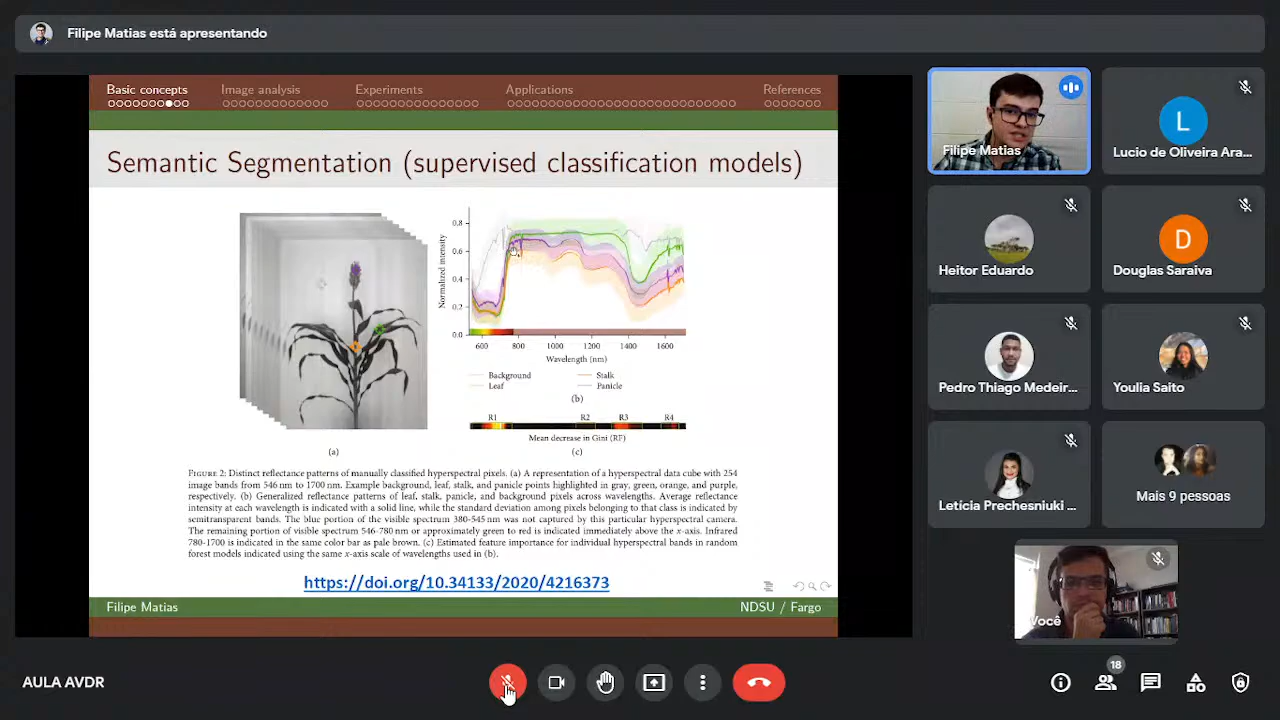 Filipe Matias está apresentando
Basic concepts
Image analysis
Experiments
Applications
References
Semantic Segmentation (supervised classification models)
Normalized intensity
0.8
0.6
0.4
0.2
0.0
600 800 1000 1200 1400 1600
Wavelength (nm)
Background
Stalk
Leaf
Panicle
(b)
R1 R2 R3 R4
Mean decrease in Gini (RF)
(a)
(c)
Figure 2: Distinct reflectance patterns of manually classified hyperspectral pixels. (a) A representation of a hyperspectral data cube with 254
image bands from 546 nm to 1700 nm. Example background, leaf, stalk, and panicle points highlighted in gray, green, orange, and purple,
respectively. (b) Generalized reflectance patterns of leaf, stalk, panicle, and background pixels across wavelengths. Average reflectance
intensity at each wavelength is indicated with a solid line, while the standard deviation among pixels belonging to that class is indicated by
semitransparent bands. The blue portion of the visible spectrum 380-545 nm was not captured by this particular hyperspectral camera.
The remaining portion of visible spectrum 546-780 nm or approximately green to red is indicated immediately above the x-axis. Infrared
780-1700 is indicated in the same color bar as pale brown. (c) Estimated feature importance for individual hyperspectral bands in random
forest models indicated using the same x-axis scale of wavelengths used in (b).
https://doi.org/10.34133/2020/4216373
Filipe Matias
NDSU / Fargo
Filipe Matias
L
Lucio de Oliveira Ara...
Heitor Eduardo
D
Douglas Saraiva
Pedro Thiago Medeir...
Youlia Saito
Letícia Prechesniuki ...
Mais 9 pessoas
Você
AULA AVDR
18